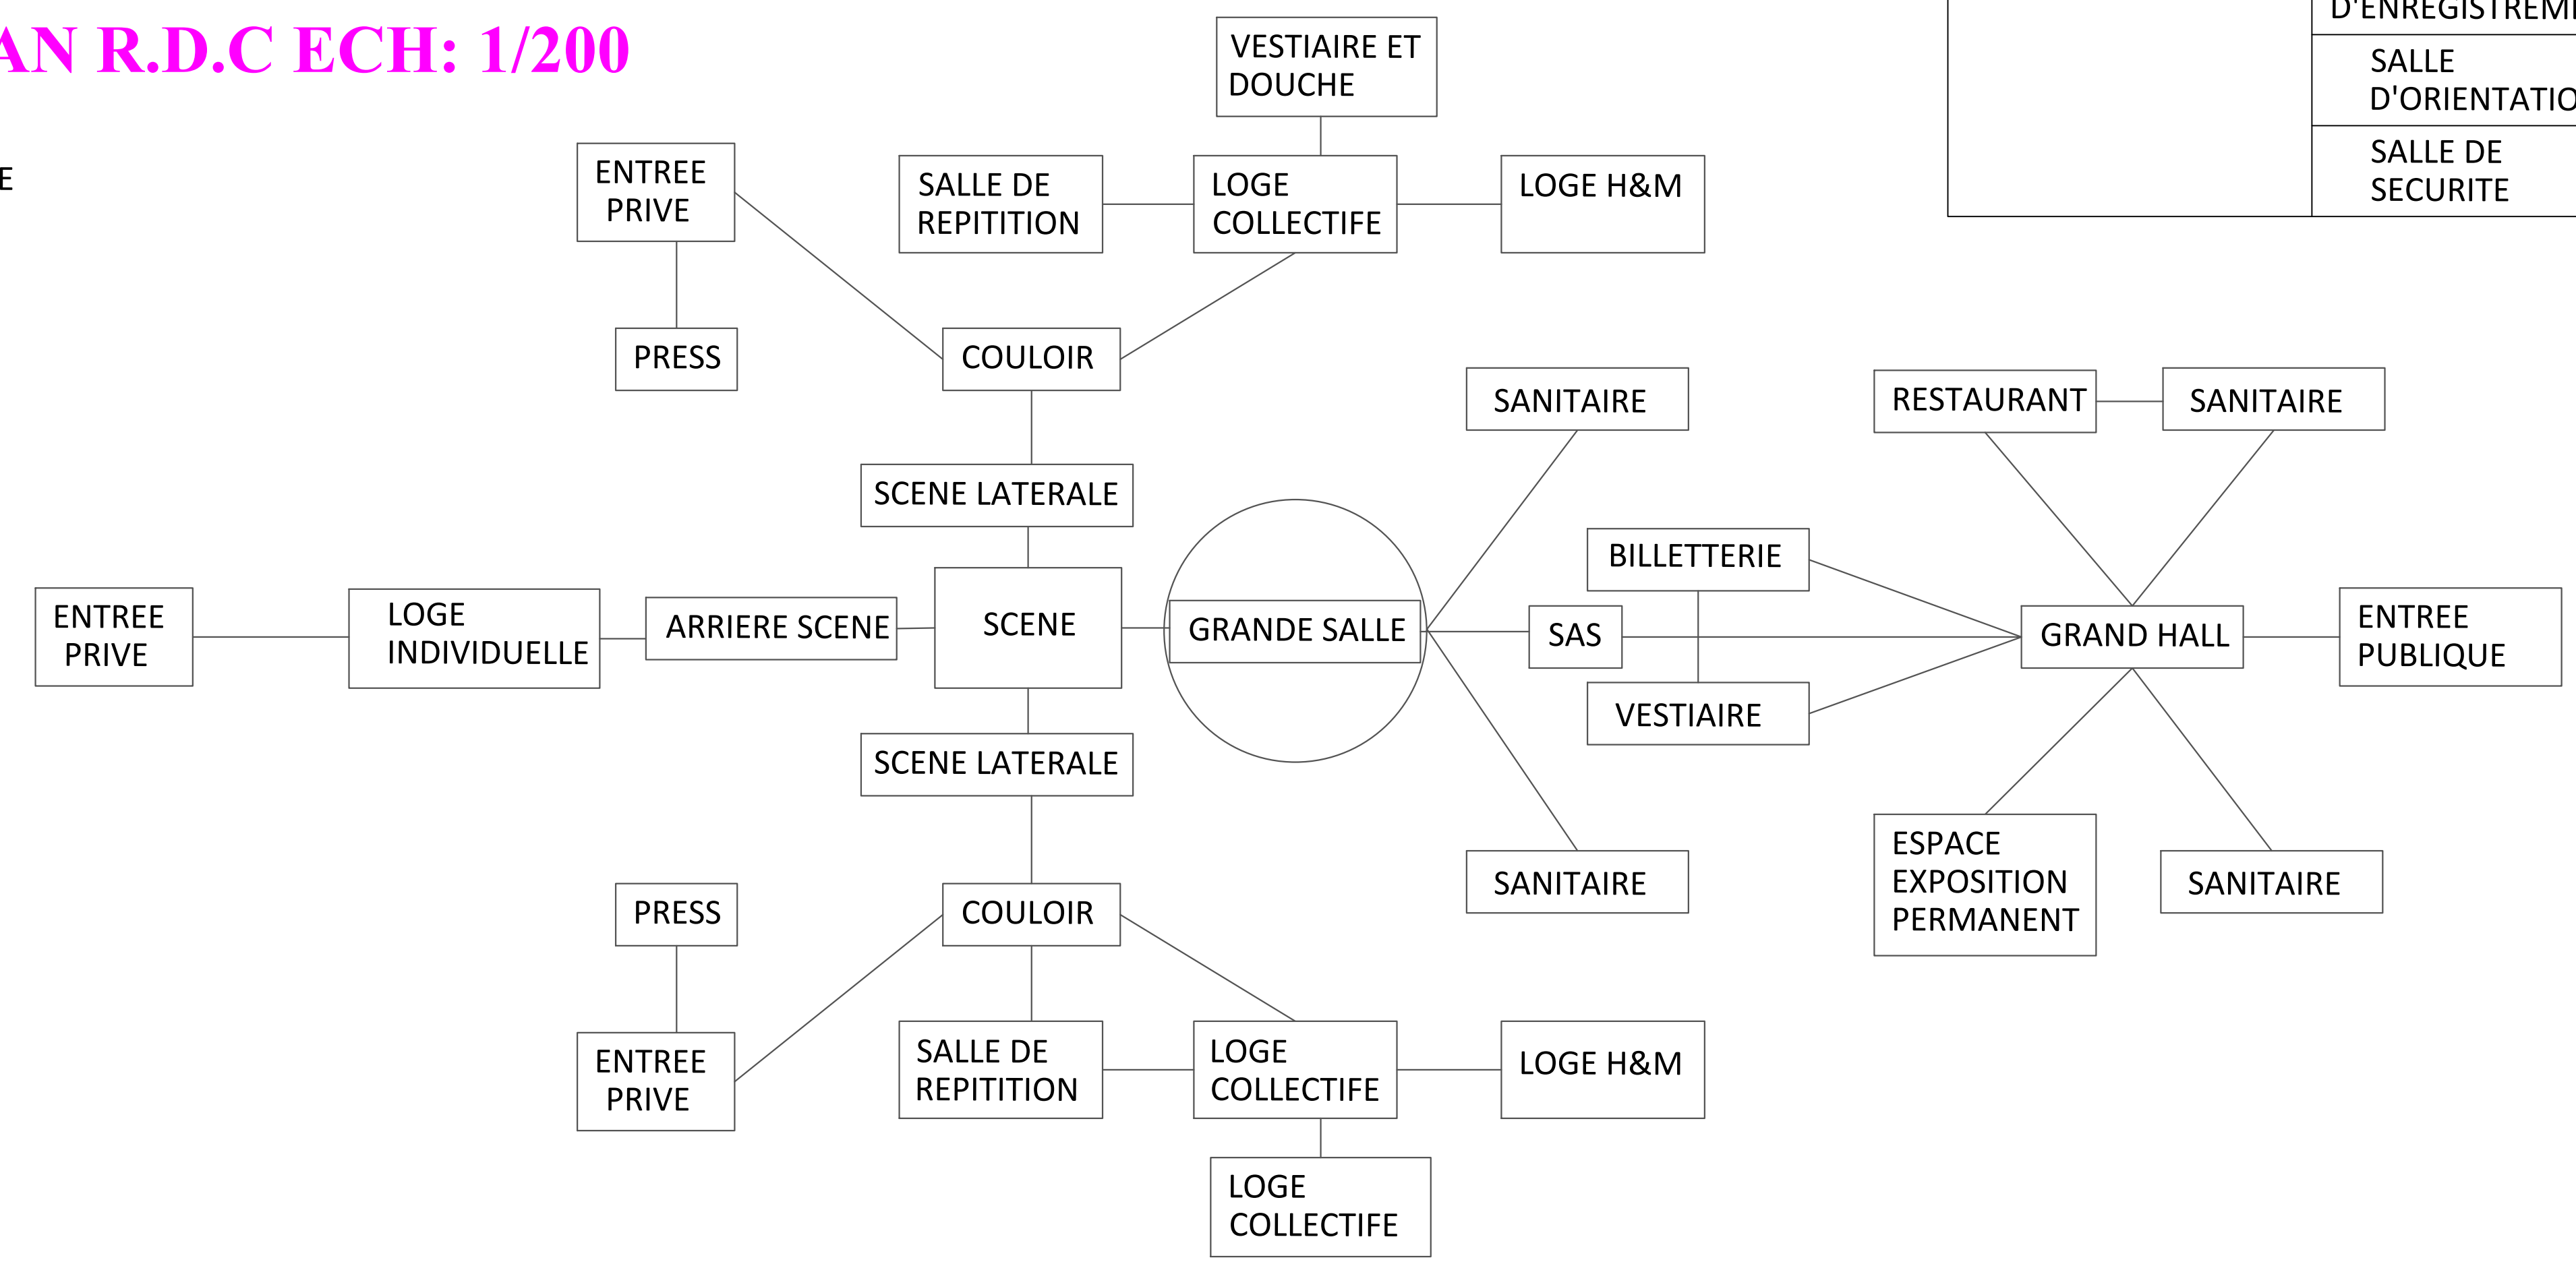 AN R.D.C ECH: 1/200
E
D'ENREGISTREME
SALLE
D'ORIENTATIO
SALLE DE
SECURITE
VESTIAIRE ET
DOUCHE
ENTREE
PRIVE
SALLE DE
REPITITION
LOGE
COLLECTIFE
LOGE H&M
PRESS
COULOIR
SANITAIRE
RESTAURANT
SANITAIRE
SCENE LATERALE
BILLETTERIE
ENTREE
PRIVE
LOGE
INDIVIDUELLE
ARRIERE SCENE
SCENE
GRANDE SALLE
SAS
GRAND HALL
ENTREE
PUBLIQUE
VESTIAIRE
SCENE LATERALE
ESPACE
EXPOSITION
PERMANENT
SANITAIRE
SANITAIRE
PRESS
COULOIR
ENTREE
PRIVE
SALLE DE
REPITITION
LOGE
COLLECTIFE
LOGE H&M
LOGE
COLLECTIFE